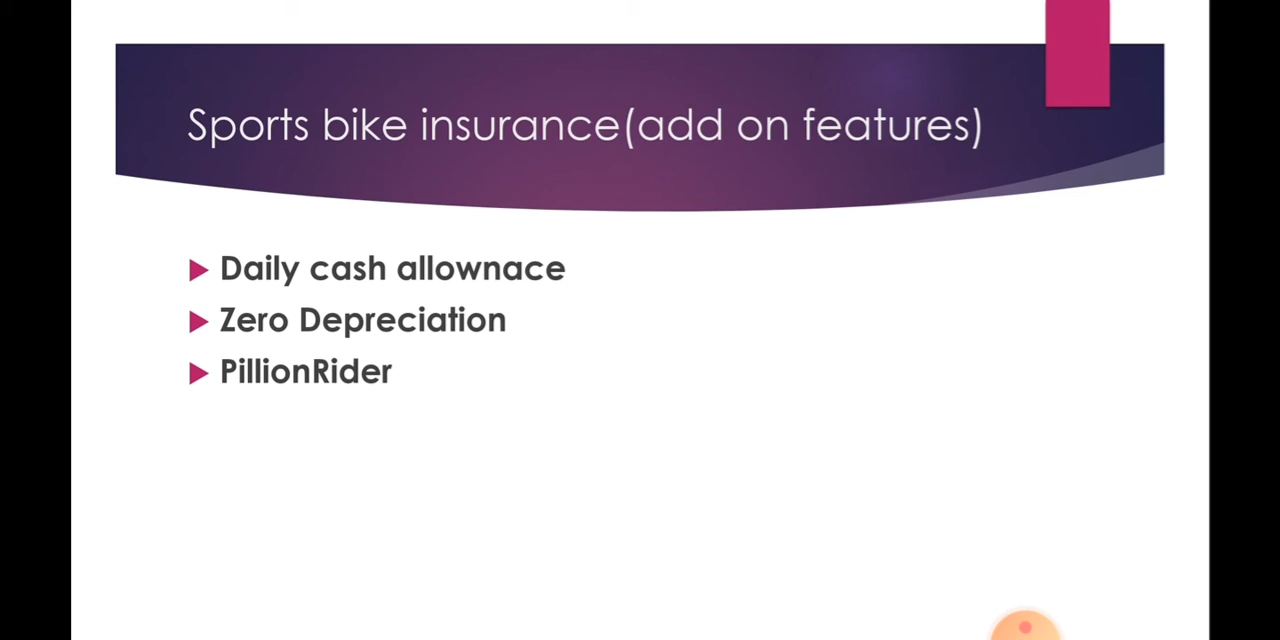 Sports bike insurance(add on features)
Daily cash allownace
Zero Depreciation
PillionRider